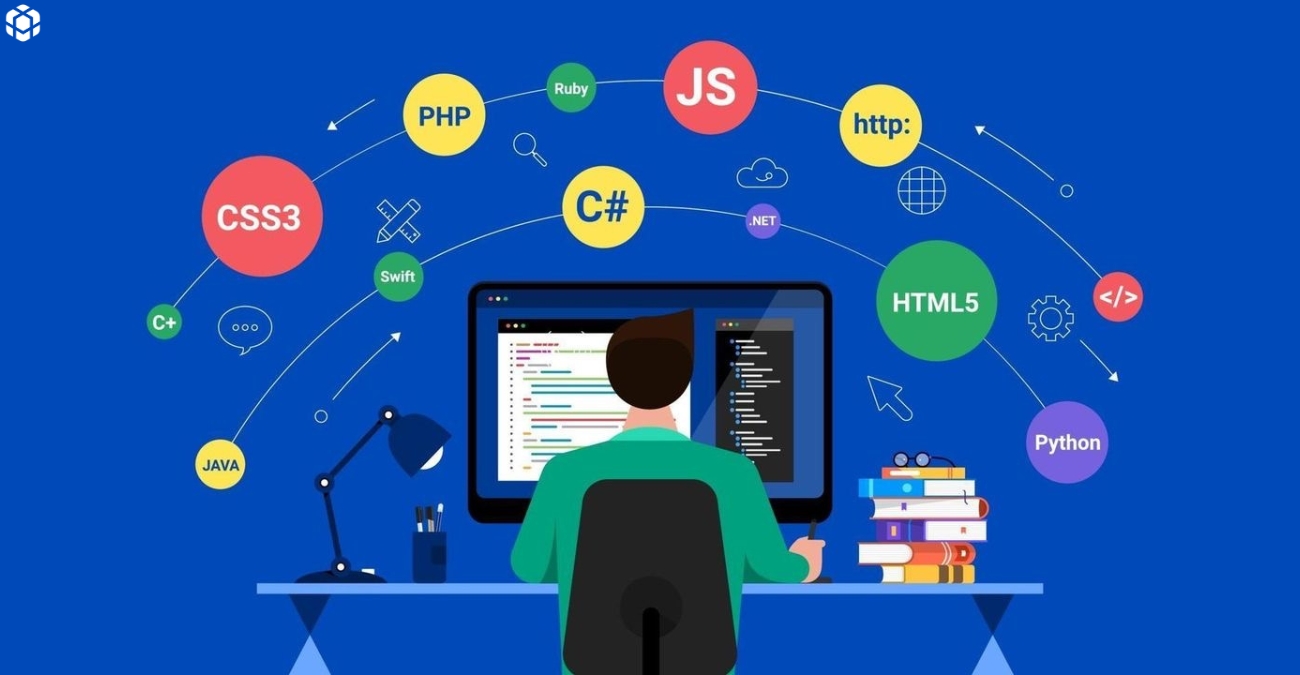 JS
Ruby
PHP
http:
C#
CSS3
.NET
Swift
</>
HTML5
C+
Python
JAVA